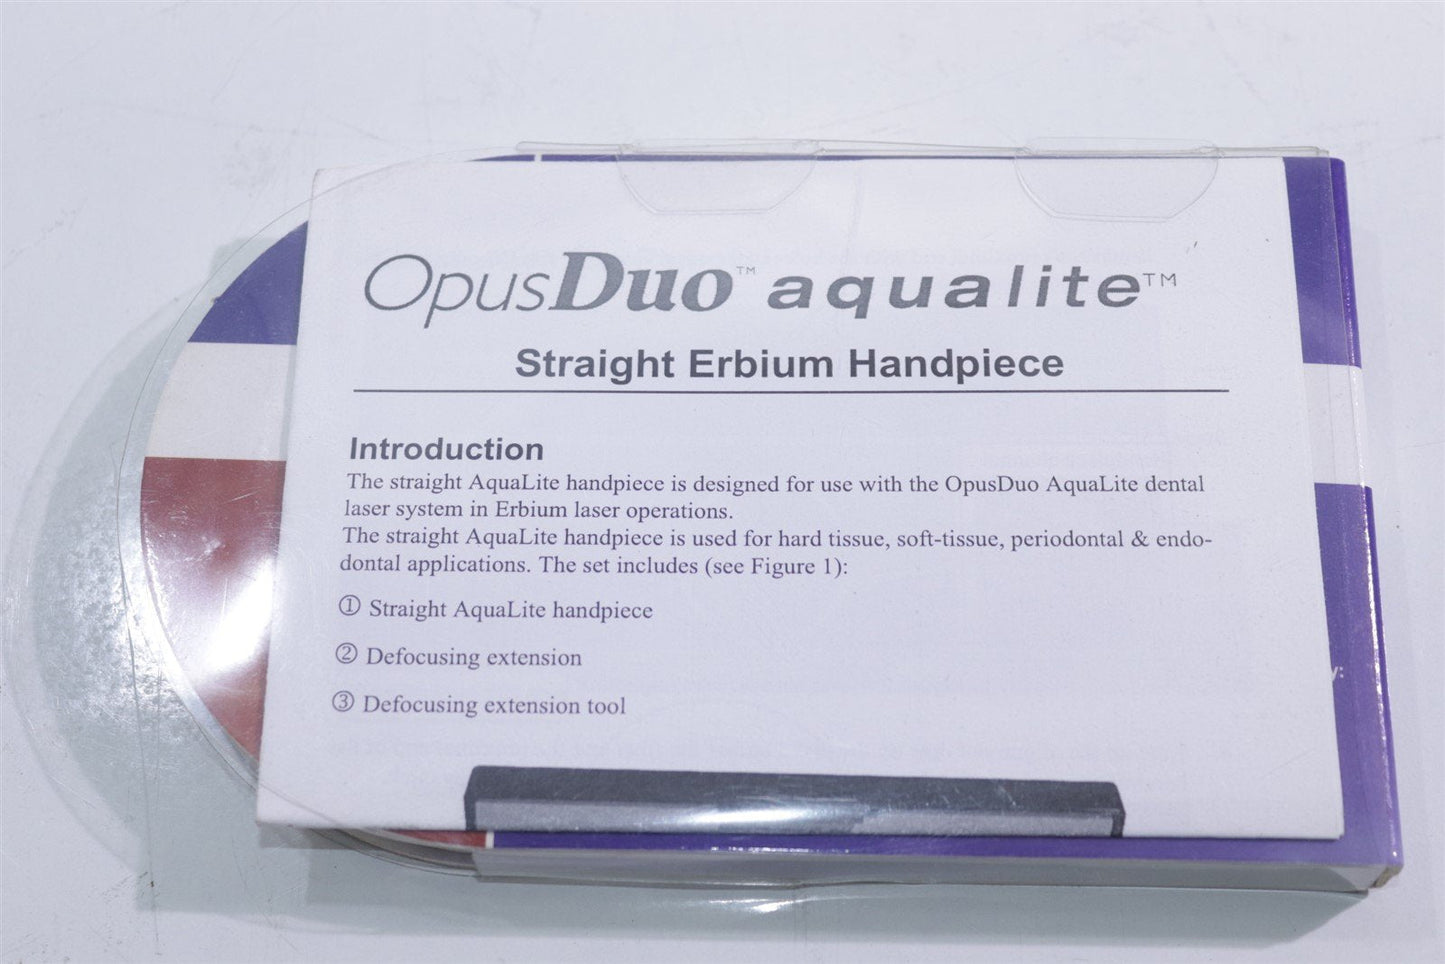 OpusDuo™ aqualite™
Straight Erbium Handpiece
Introduction
The straight AquaLite handpiece is designed for use with the OpusDuo AquaLite dental
laser system in Erbium laser operations.
The straight AquaLite handpiece is used for hard tissue, soft-tissue, periodontal & endo-
dontal applications. The set includes (see Figure 1):
① Straight AquaLite handpiece
② Defocusing extension
③ Defocusing extension tool
y: